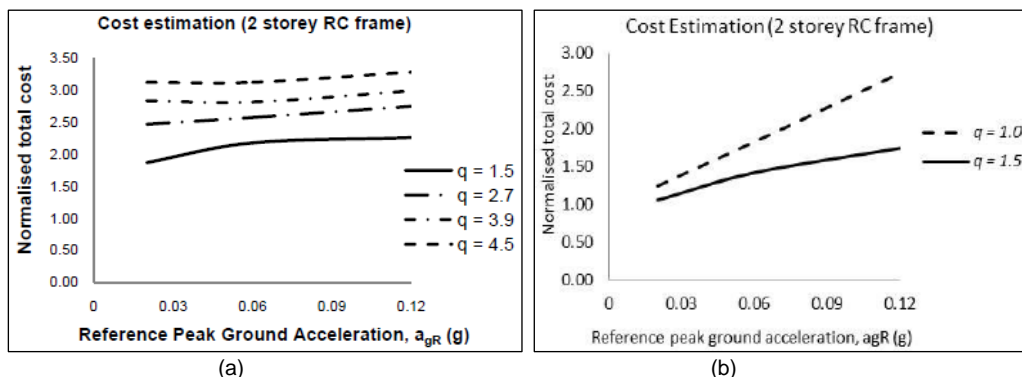 Cost estimation (2 storey RC frame)
Normalised total cost
3.50
3.00
2.50
2.00
1.50
1.00
0.50
0.00
0
0.03
0.06
0.09
0.12
Reference Peak Ground Acceleration, agR (g)
q = 1.5
q = 2.7
q = 3.9
q = 4.5
(a)
Cost Estimation (2 storey RC frame)
Normalised total cost
3.00
2.50
2.00
1.50
1.00
0.50
0.00
0
0.03
0.06
0.09
0.12
Reference peak ground acceleration, agR (g)
q = 1.0
q = 1.5
(b)